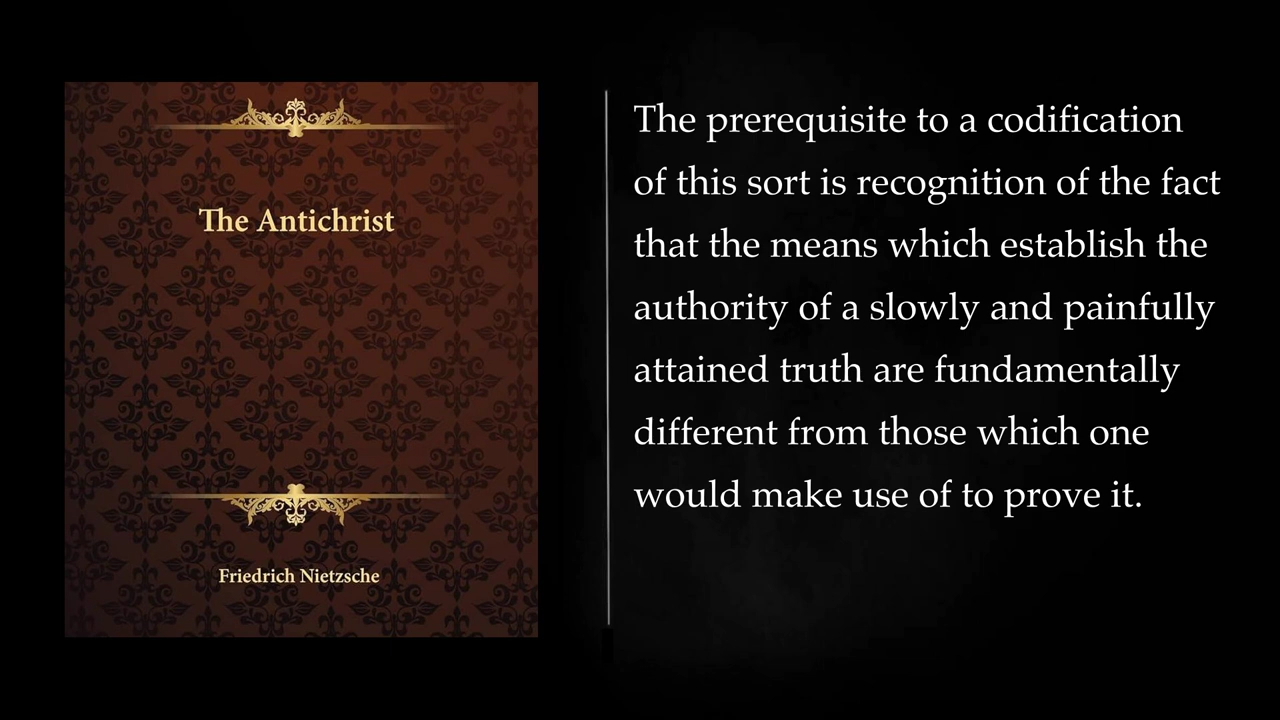 The Antichrist
Friedrich Nietzsche
The prerequisite to a codification
of this sort is recognition of the fact
that the means which establish the
authority of a slowly and painfully
attained truth are fundamentally
different from those which one
would make use of to prove it.